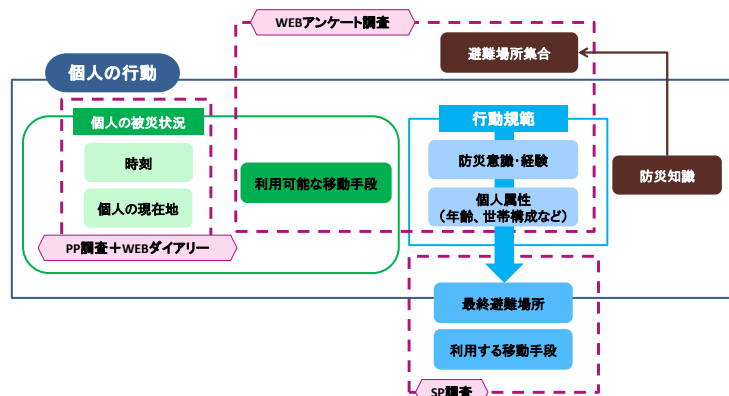 WEBアンケート調査
避難場所集合
個人の行動
個人の被災状況
時刻
個人の現在地
PP調査＋WEBダイアリー
利用可能な移動手段
行動規範
防災意識・経験
個人属性
（年齢、世帯構成など）
防災知識
最終避難場所
利用する移動手段
SP調査